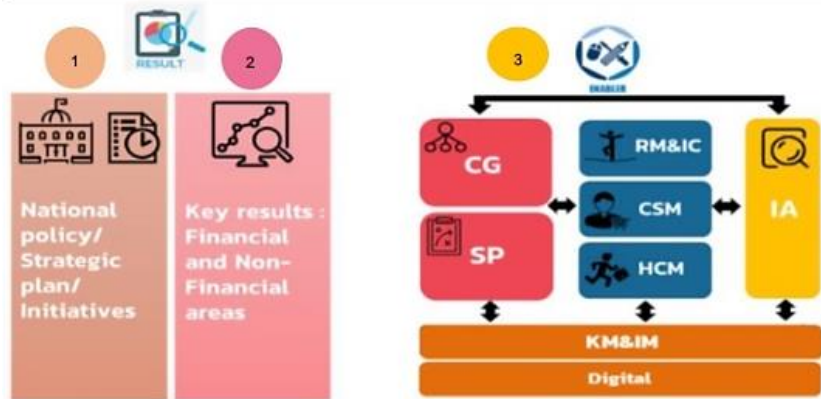 1
RESULT
2
3
ENABLER
National
policy/
Strategic
plan/
Initiatives
Key results :
Financial
and Non-
Financial
areas
CG
SP
RM&IC
CSM
HCM
IA
KM&IM
Digital